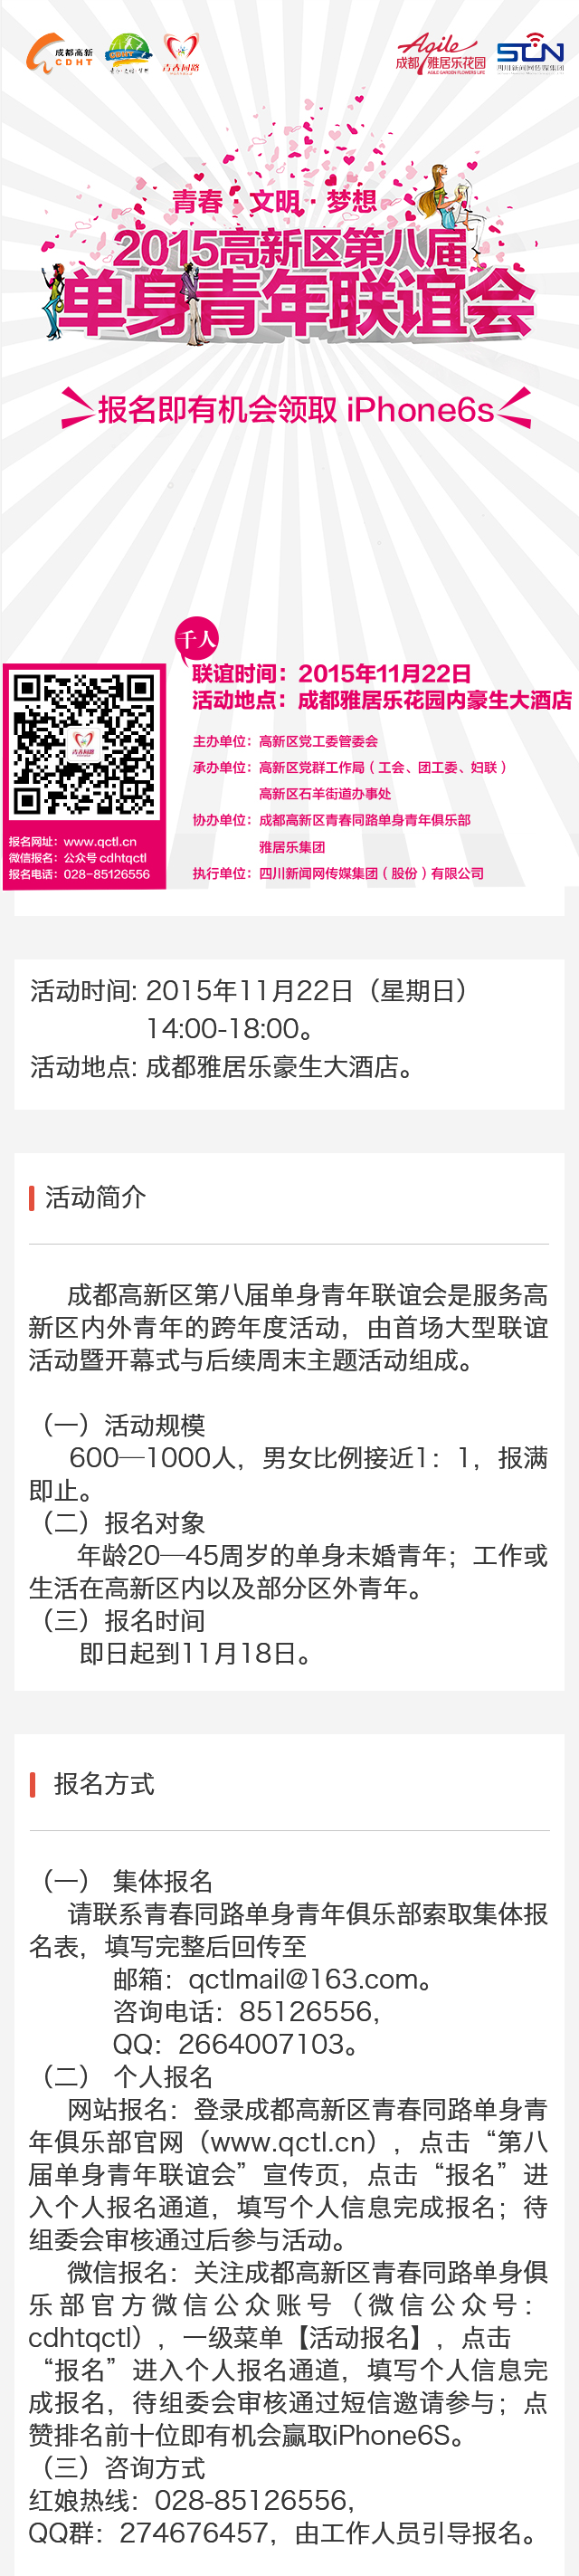 成都高新
CDHT
青春同路
Agile
成都 雅居乐花园
AGILE GARDEN FLOWERS LIFE
SCN
四川新闻网传媒集团
青春·文明·梦想
2015高新区第八届
单身青年联谊会
报名即有机会领取 iPhone6s
千人
联谊时间：2015年11月22日
活动地点：成都雅居乐花园内豪生大酒店
主办单位：高新区党工委管委会
承办单位：高新区党群工作局（工会、团工委、妇联）
高新区石羊街道办事处
协办单位：成都高新区青春同路单身青年俱乐部
雅居乐集团
执行单位：四川新闻网传媒集团（股份）有限公司
青春同路
报名网址：www.qctl.cn
微信报名：公众号 cdhtqctl
报名电话：028-85126556
活动时间: 2015年11月22日（星期日）
14:00-18:00。
活动地点: 成都雅居乐豪生大酒店。
活动简介
成都高新区第八届单身青年联谊会是服务高
新区内外青年的跨年度活动，由首场大型联谊
活动暨开幕式与后续周末主题活动组成。
（一）活动规模
600—1000人，男女比例接近1：1，报满
即止。
（二）报名对象
年龄20—45周岁的单身未婚青年；工作或
生活在高新区内以及部分区外青年。
（三）报名时间
即日起到11月18日。
报名方式
（一） 集体报名
请联系青春同路单身青年俱乐部索取集体报
名表，填写完整后回传至
邮箱：qctlmail@163.com。
咨询电话：85126556，
QQ：2664007103。
（二） 个人报名
网站报名：登录成都高新区青春同路单身青
年俱乐部官网（www.qctl.cn），点击“第八
届单身青年联谊会”宣传页，点击“报名”进
入个人报名通道，填写个人信息完成报名；待
组委会审核通过后参与活动。
微信报名：关注成都高新区青春同路单身俱
乐部官方微信公众账号（微信公众号：
cdhtqctl），一级菜单【活动报名】，点击
“报名”进入个人报名通道，填写个人信息完
成报名，待组委会审核通过短信邀请参与；点
赞排名前十位即有机会赢取iPhone6S。
（三）咨询方式
红娘热线：028-85126556，
QQ群：274676457，由工作人员引导报名。